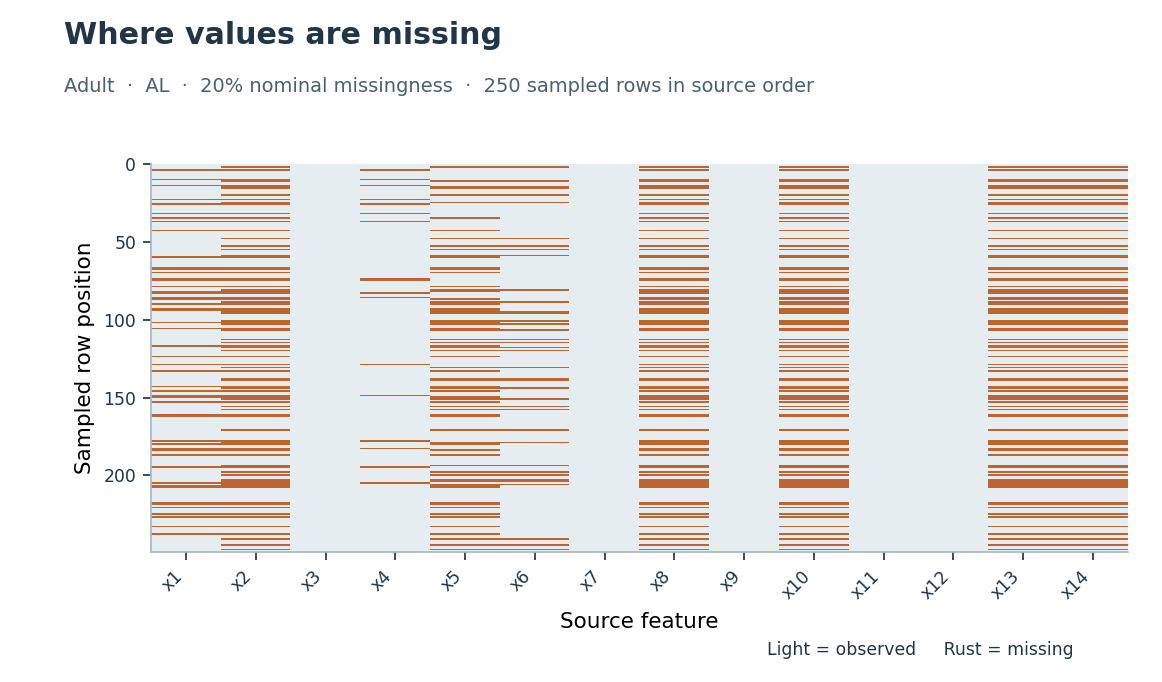 Where values are missing
Adult · AL · 20% nominal missingness · 250 sampled rows in source order
Sampled row position
0
50
100
150
200
x1 x2 x3 x4 x5 x6 x7 x8 x9 x10 x11 x12 x13 x14
Source feature
Light = observed Rust = missing